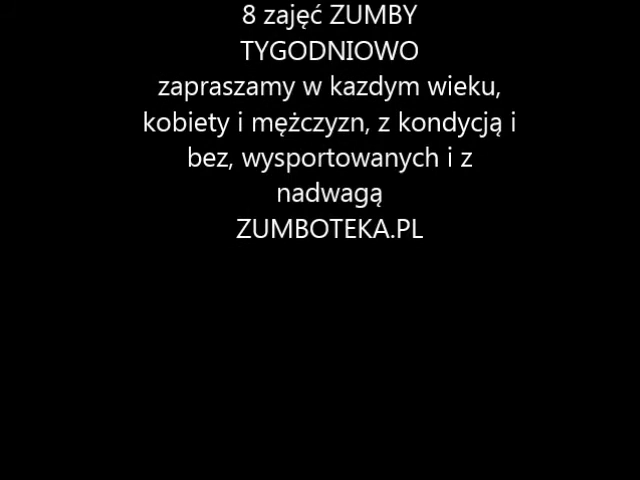 8 zajęć ZUMBY
TYGODNIOWO
zapraszamy w kazdym wieku,
kobiety i mężczyzn, z kondycją i
bez, wysportowanych i z
nadwagą
ZUMBOTEKA.PL